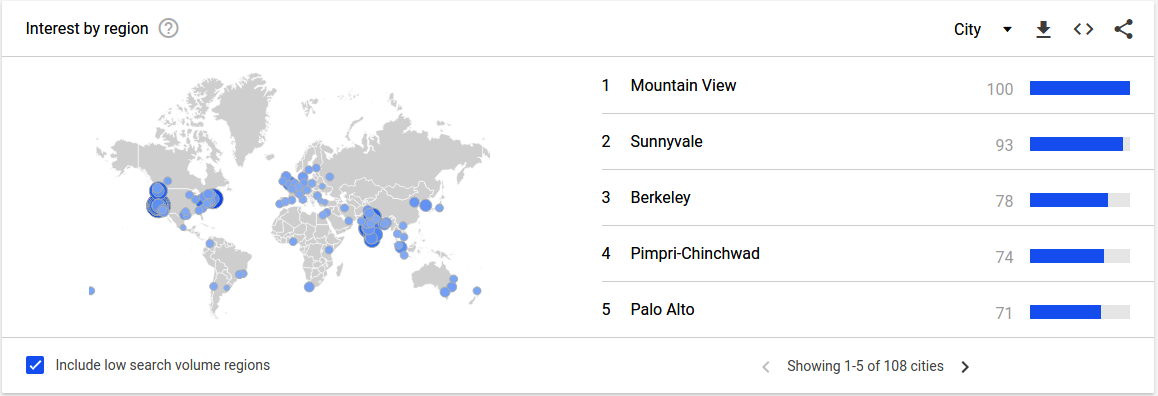 Interest by region
City
1 Mountain View 100
2 Sunnyvale 93
3 Berkeley 78
4 Pimpri-Chinchwad 74
5 Palo Alto 71
Include low search volume regions
Showing 1-5 of 108 cities